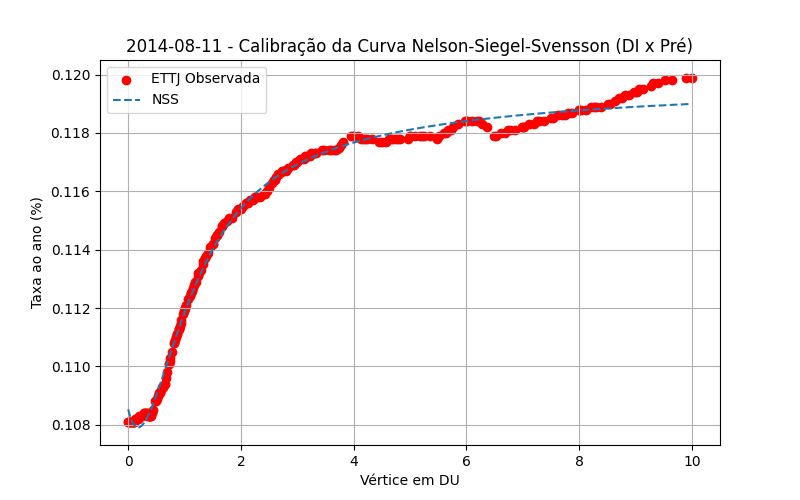 2014-08-11 - Calibração da Curva Nelson-Siegel-Svensson (DI x Pré)
ETTJ Observada
NSS
Taxa ao ano (%)
0.120
0.118
0.116
0.114
0.112
0.110
0.108
0 2 4 6 8 10
Vértice em DU